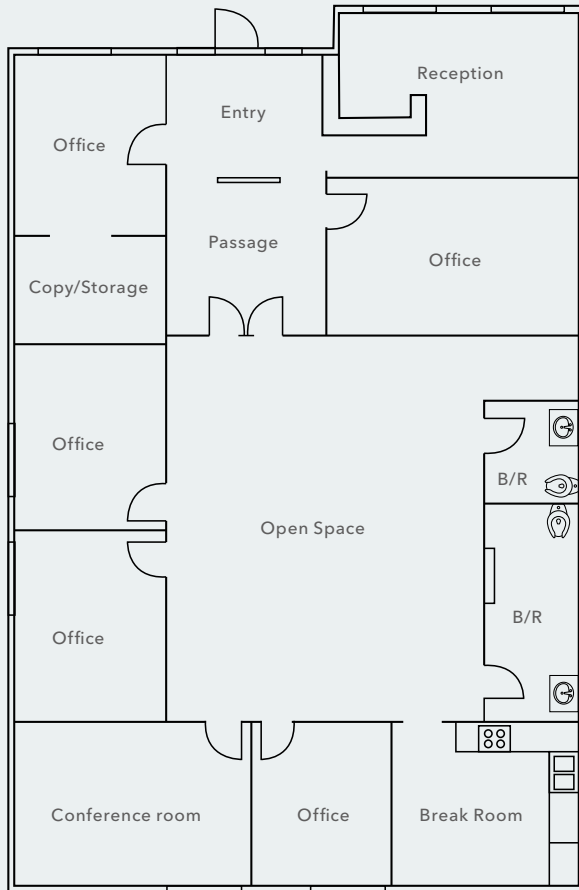 Reception
Entry
Office
Passage
Office
Copy/Storage
Office
B/R
Open Space
B/R
Office
Conference room
Office
Break Room